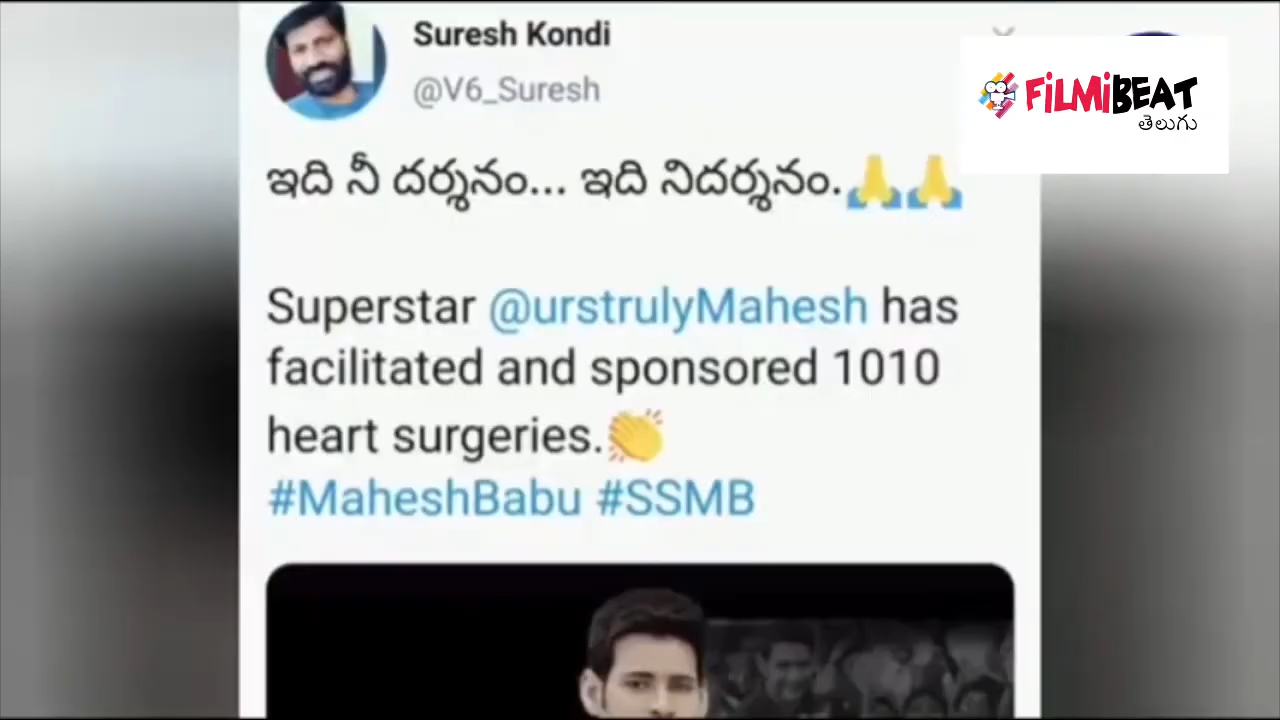 Suresh Kondi
@V6_Suresh
FiLMiBEAT
తెలుగు
ఇది నీ దర్శనం... ఇది నిదర్శనం.🙏🙏
Superstar @urstrulyMahesh has
facilitated and sponsored 1010
heart surgeries.👏
#MaheshBabu #SSMB